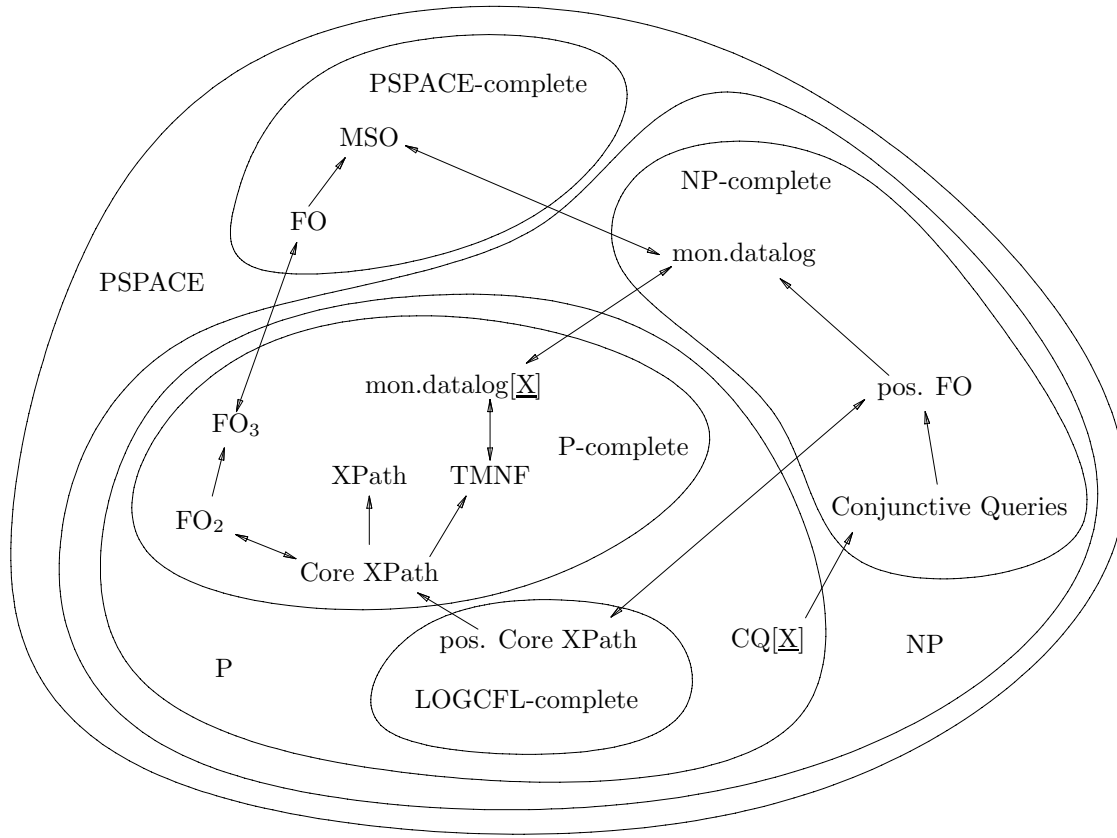 PSPACE-complete
MSO
NP-complete
FO
mon.datalog
PSPACE
mon.datalog[X]
pos. FO
FO₃
P-complete
XPath
TMNF
Conjunctive Queries
FO₂
Core XPath
pos. Core XPath
CQ[X]
NP
P
LOGCFL-complete